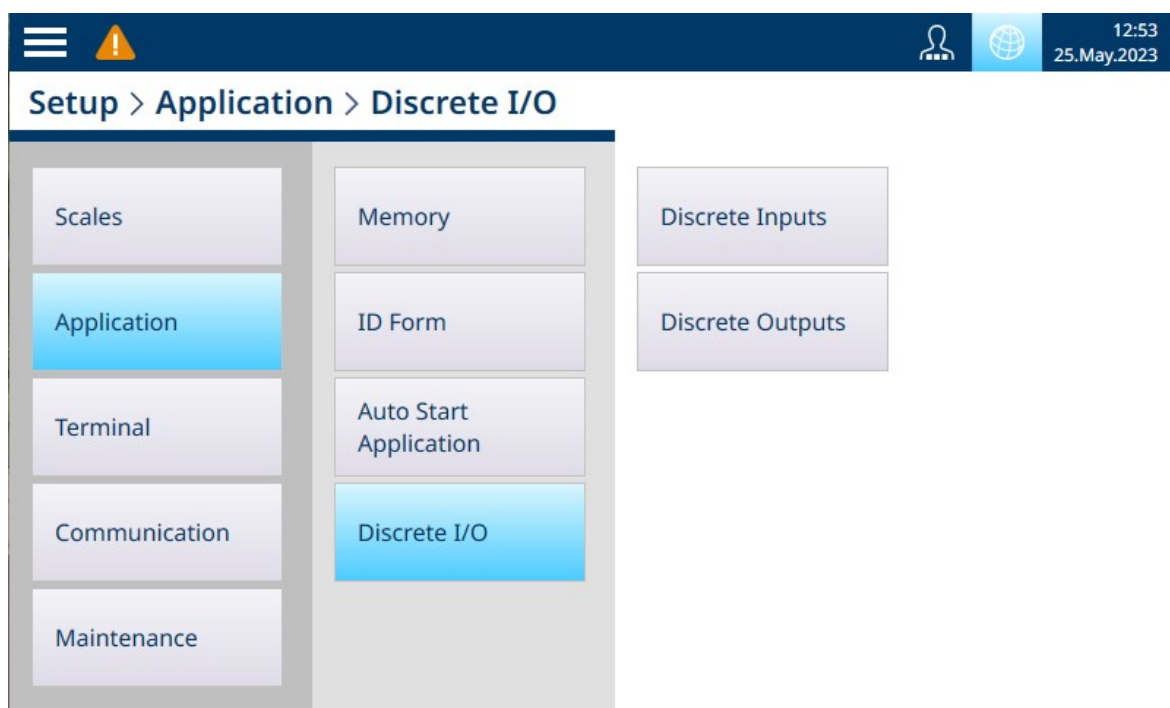 12:53
25.May.2023
Setup > Application > Discrete I/O
Scales
Application
Terminal
Communication
Maintenance
Memory
ID Form
Auto Start
Application
Discrete I/O
Discrete Inputs
Discrete Outputs